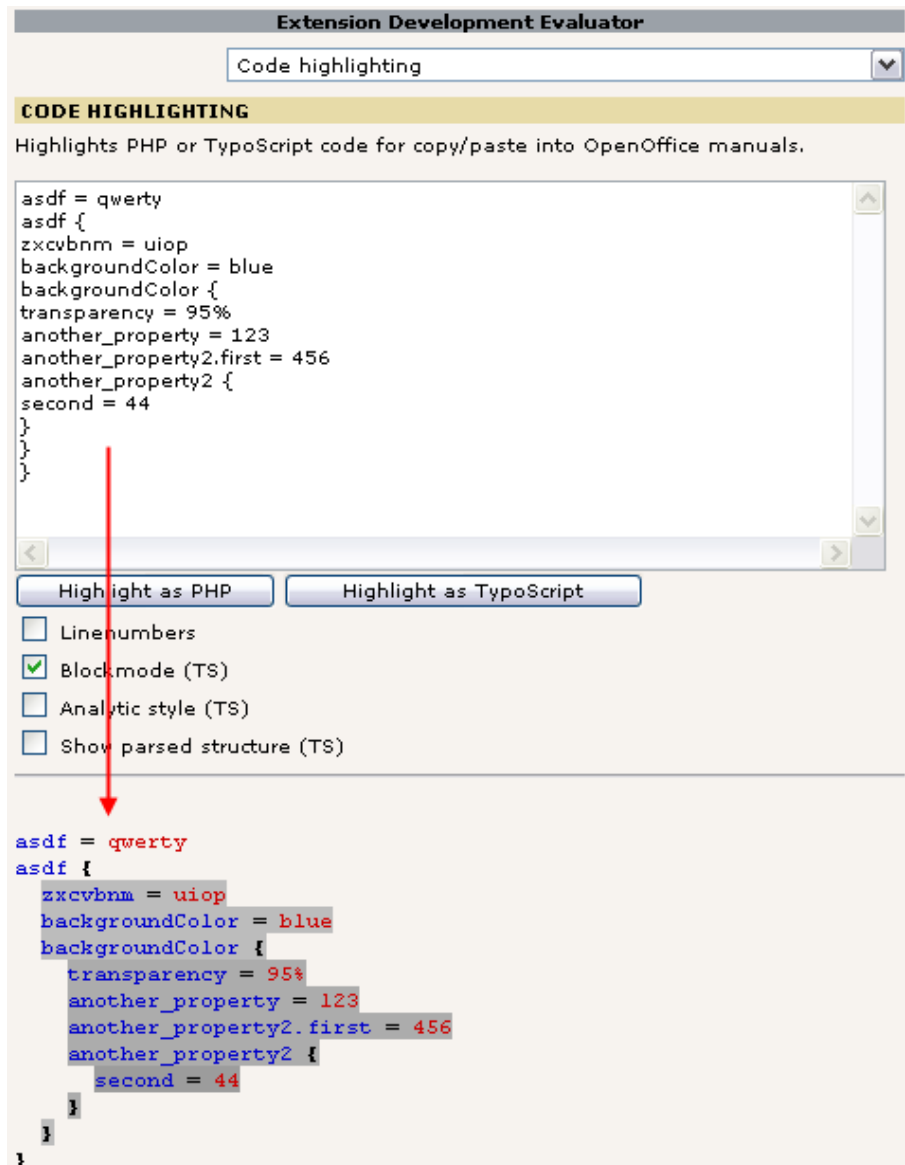 Extension Development Evaluator
Code highlighting
CODE HIGHLIGHTING
Highlights PHP or TypoScript code for copy/paste into OpenOffice manuals.
asdf = qwerty
asdf {
zxcvbnm = uiop
backgroundColor = blue
backgroundColor {
transparency = 95%
another_property = 123
another_property2.first = 456
another_property2 {
second = 44
}
}
}
Highlight as PHP Highlight as TypoScript
Linenumbers
Blockmode (TS)
Analytic style (TS)
Show parsed structure (TS)
asdf = qwerty
asdf {
  zxcvbnm = uiop
  backgroundColor = blue
  backgroundColor {
    transparency = 95%
    another_property = 123
    another_property2.first = 456
    another_property2 {
      second = 44
    }
  }
}